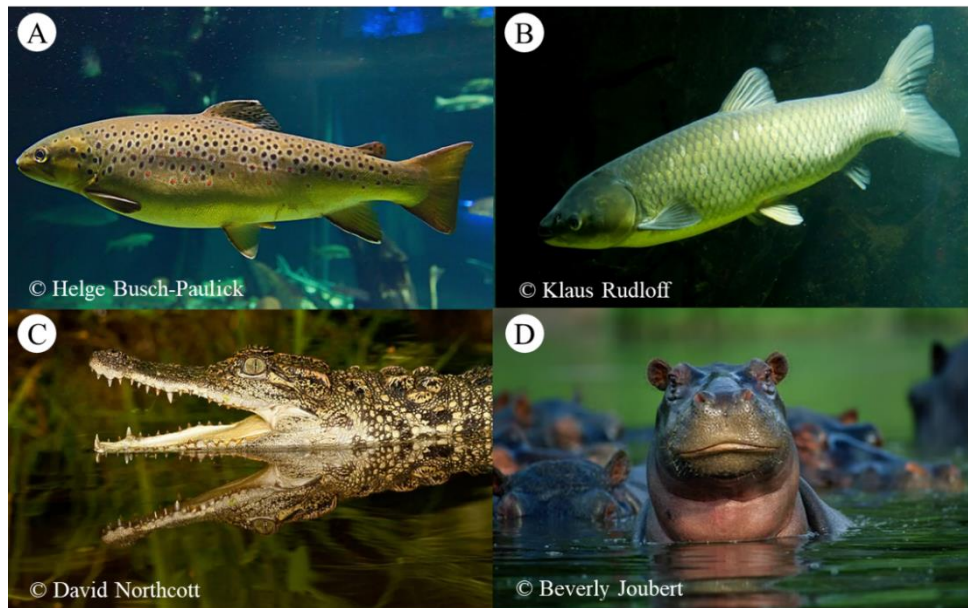 A
B
© Helge Busch-Paulick
© Klaus Rudloff
C
D
© David Northcott
© Beverly Joubert